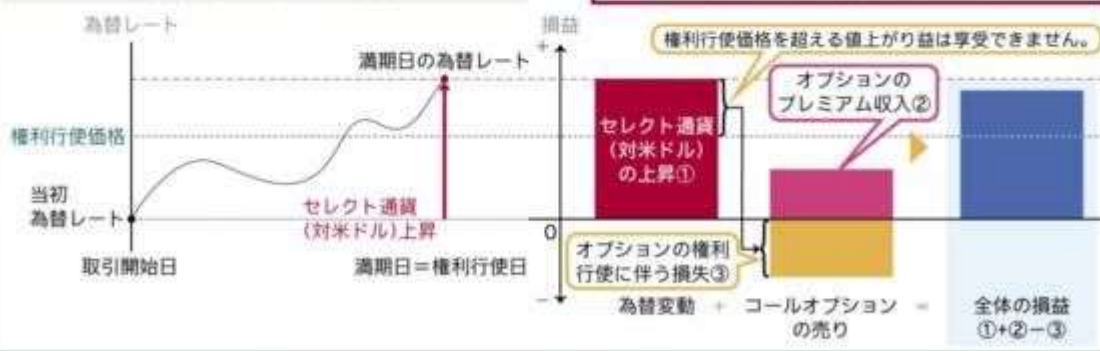 為替レート
満期日の為替レート
権利行使価格
当初
為替レート
セレクト通貨
(対米ドル)上昇
取引開始日
満期日＝権利行使日
損益
+
権利行使価格を超える値上がり益は享受できません。
オプションの
プレミアム収入②
セレクト通貨
(対米ドル)
の上昇①
0
オプションの権利
行使に伴う損失③
−
為替変動 + コールオプション
の売り
=
全体の損益
①+②−③